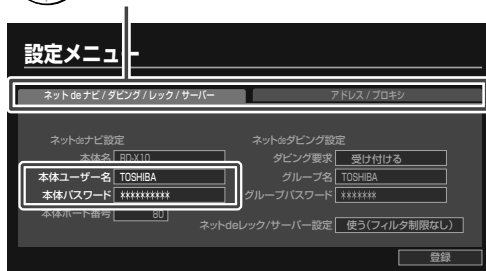 設定メニュー
ネット de ナビ / ダビング / レック / サーバー
アドレス / プロキシ
ネットdeナビ設定
本体名 RD-X10
本体ユーザー名 TOSHIBA
本体パスワード **********
本体ポート番号 80
ネットdeダビング設定
ダビング要求 受け付ける
グループ名 TOSHIBA
グループパスワード *******
ネットdeレック/サーバー設定 使う(フィルタ制限なし)
登録